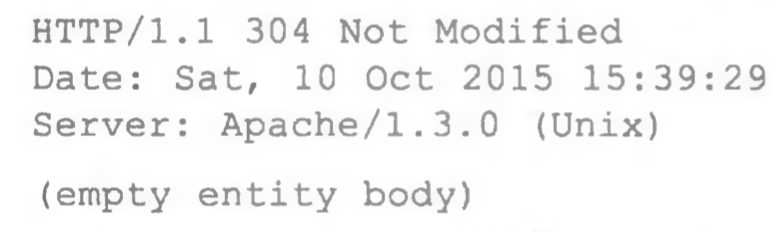 HTTP/1.1 304 Not Modified
Date: Sat, 10 Oct 2015 15:39:29
Server: Apache/1.3.0 (Unix)
(empty entity body)